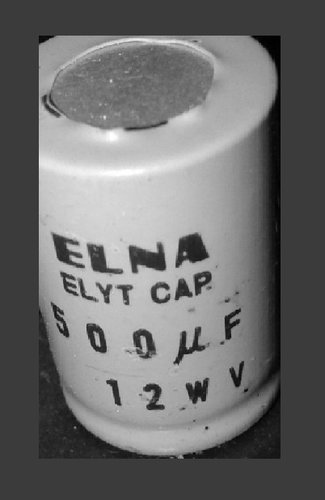 ELNA
ELYT CAP.
500µF
12WV